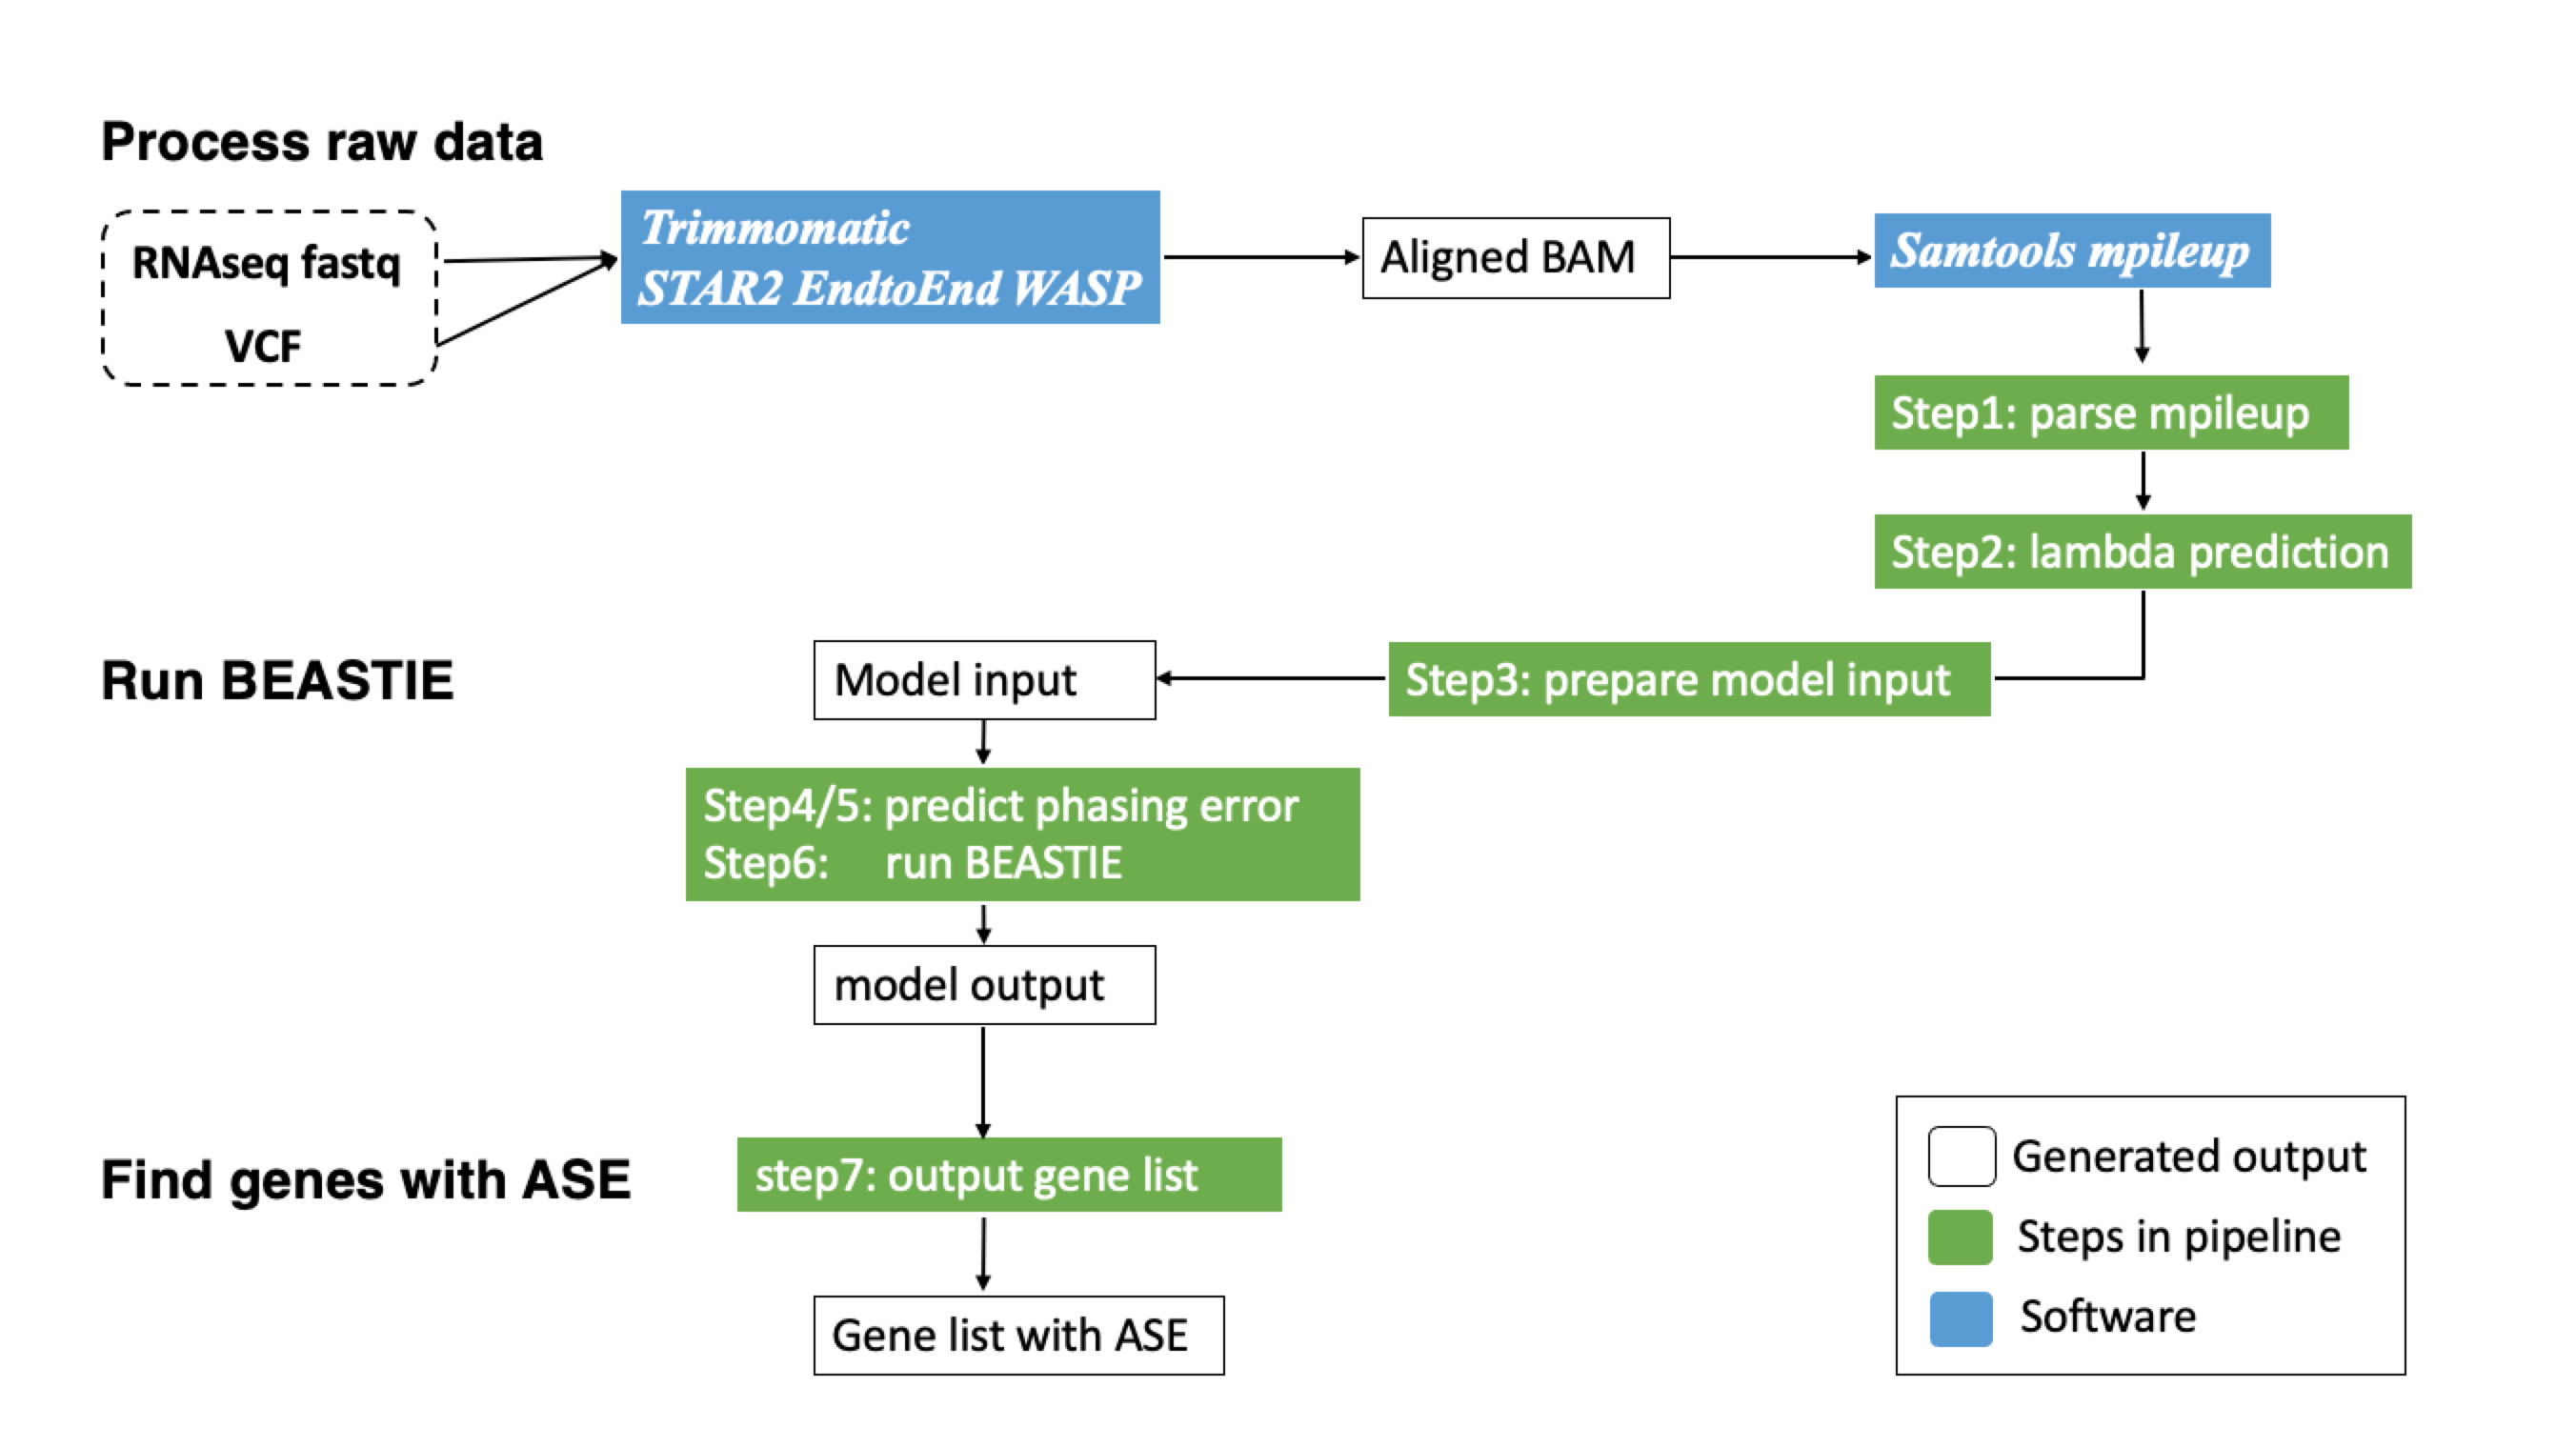 Process raw data
RNAseq fastq
VCF
Trimmomatic
STAR2 EndtoEnd WASP
Aligned BAM
Samtools mpileup
Step1: parse mpileup
Step2: lambda prediction
Run BEASTIE
Model input
Step3: prepare model input
Step4/5: predict phasing error
Step6: run BEASTIE
model output
Find genes with ASE
step7: output gene list
Gene list with ASE
Generated output
Steps in pipeline
Software